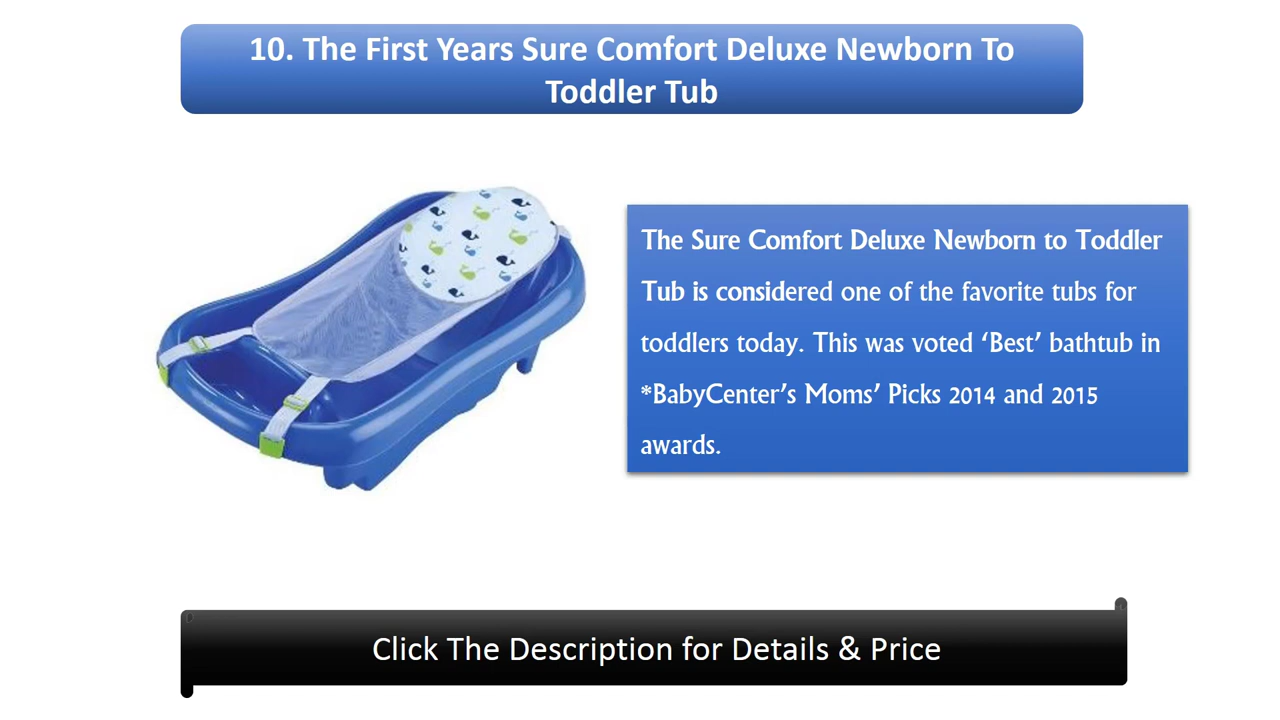 10. The First Years Sure Comfort Deluxe Newborn To
Toddler Tub
The Sure Comfort Deluxe Newborn to Toddler
Tub is considered one of the favorite tubs for
toddlers today. This was voted ‘Best’ bathtub in
*BabyCenter’s Moms’ Picks 2014 and 2015
awards.
Click The Description for Details & Price